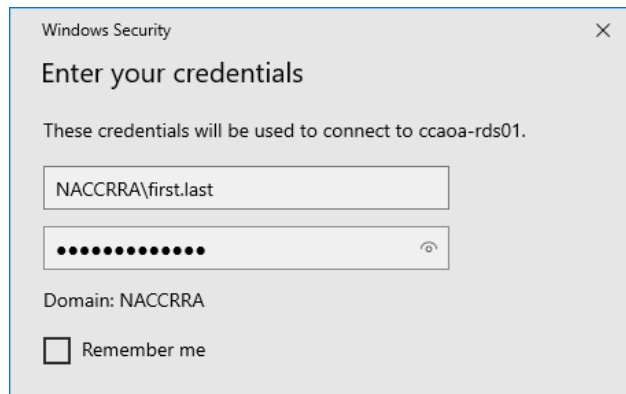 Windows Security
Enter your credentials
These credentials will be used to connect to ccaoa-rds01.
NACCRRA\first.last
●●●●●●●●●●●●●
Domain: NACCRRA
Remember me